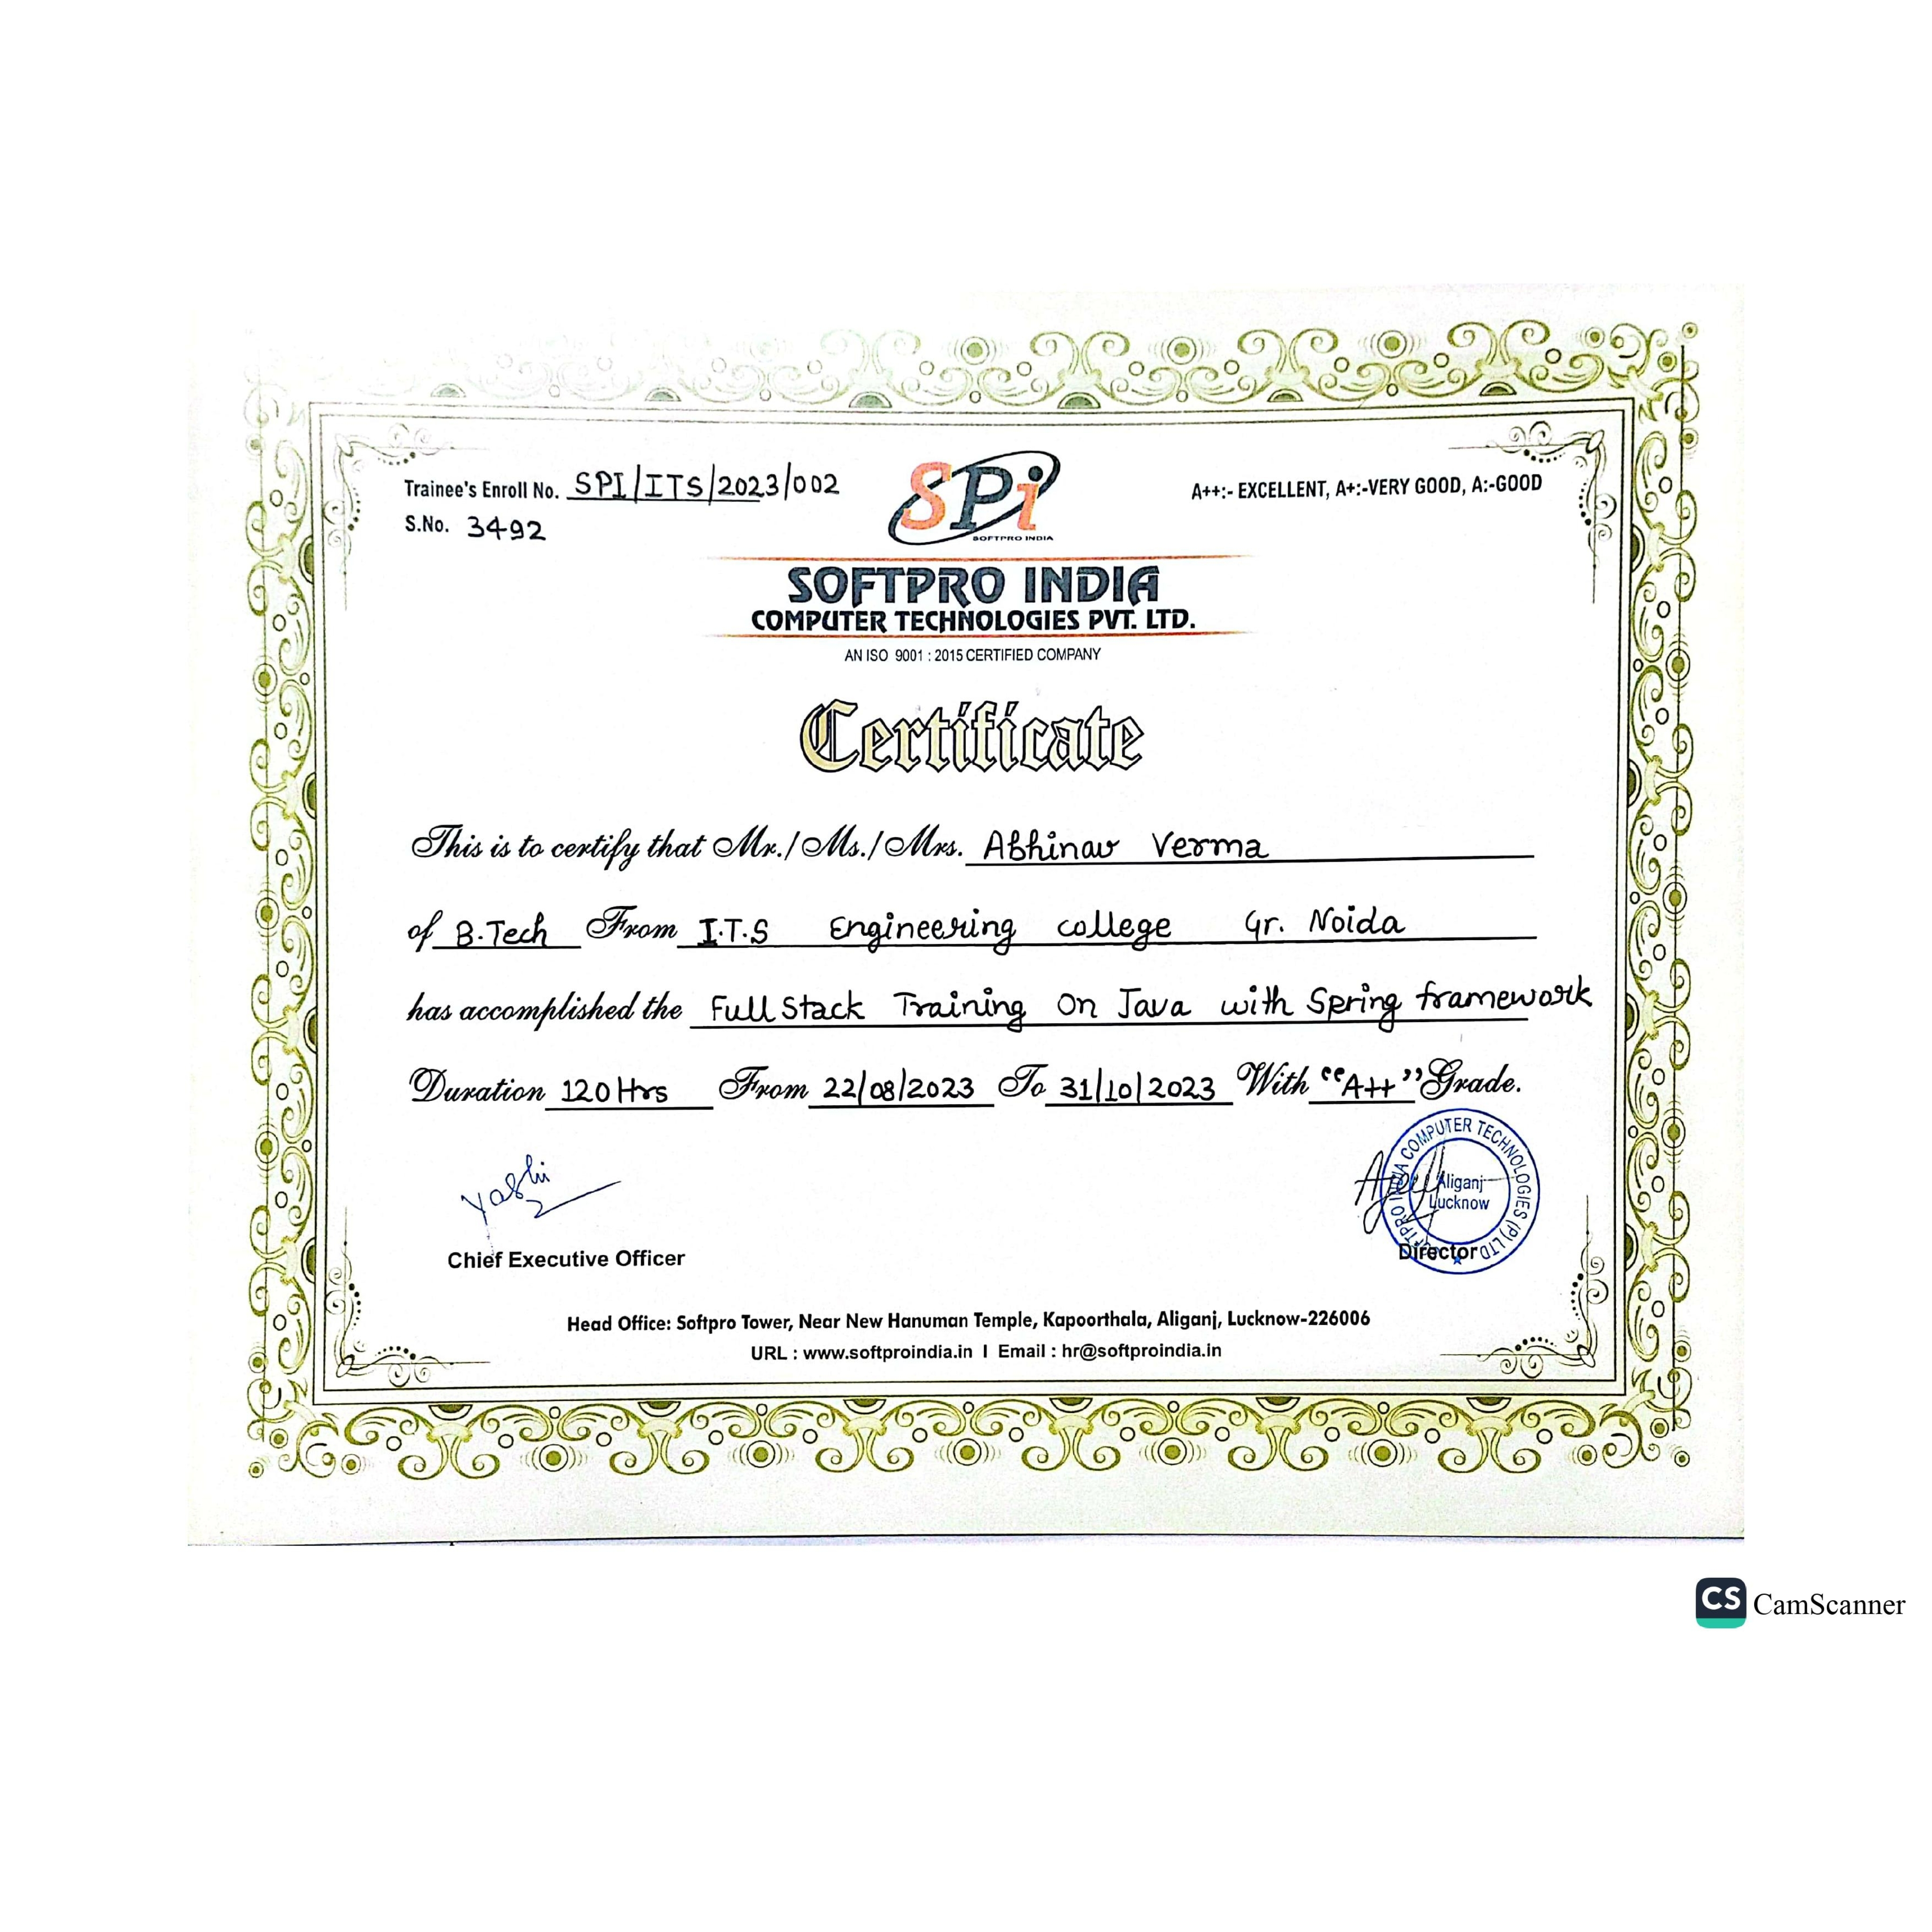 Trainee's Enroll No. SPI/ITS/2023/002
S.No. 3492
SPi
SOFTPRO INDIA
A++:- EXCELLENT, A+:-VERY GOOD, A:-GOOD
SOFTPRO INDIA
COMPUTER TECHNOLOGIES PVT. LTD.
AN ISO 9001 : 2015 CERTIFIED COMPANY
Certificate
This is to certify that Mr./Ms./Mrs. Abhinav Verma
of B.Tech From I.T.S Engineering college Gr. Noida
has accomplished the Full Stack Training On Java with Spring framework
Duration 120 Hrs From 22/08/2023 To 31/10/2023 With “A++” Grade.
Yashi
Chief Executive Officer
SOFTPRO INDIA COMPUTER TECHNOLOGIES (P) LTD
Aliganj
Lucknow
Director
Head Office: Softpro Tower, Near New Hanuman Temple, Kapoorthala, Aliganj, Lucknow-226006
URL : www.softproindia.in I Email : hr@softproindia.in
CS CamScanner